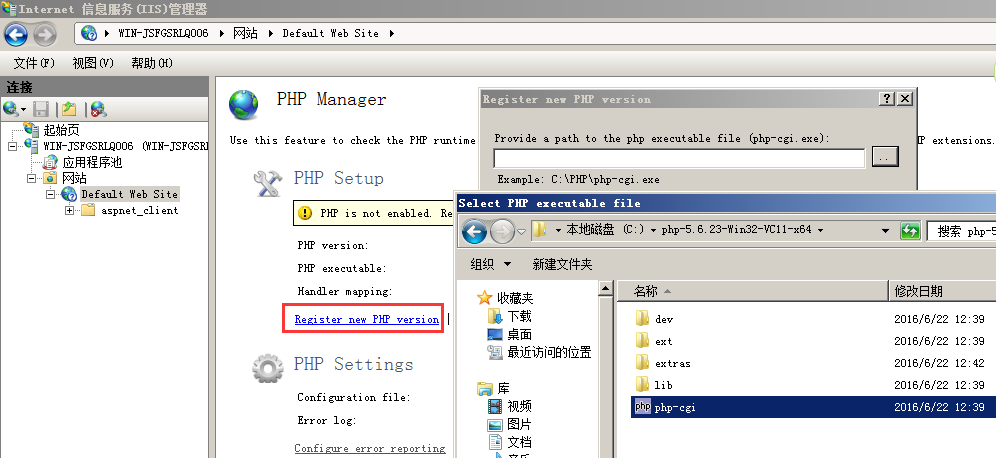 Internet 信息服务(IIS)管理器
WIN-JSFGSRLQ006 网站 Default Web Site
文件(F) 视图(V) 帮助(H)
连接
起始页
WIN-JSFGSRLQ006 (WIN-JSFGSRL
应用程序池
网站
Default Web Site
aspnet_client
PHP Manager
Use this feature to check the PHP runtime
PHP extensions.
PHP Setup
PHP is not enabled. Re
PHP version:
PHP executable:
Handler mapping:
Register new PHP version
PHP Settings
Configuration file:
Error log:
Configure error reporting
Register new PHP version
Provide a path to the php executable file (php-cgi.exe):
..
Example: C:\PHP\php-cgi.exe
Select PHP executable file
本地磁盘 (C:) php-5.6.23-Win32-VC11-x64
搜索 php-5
组织 新建文件夹
收藏夹
下载
桌面
最近访问的位置
库
视频
图片
文档
音乐
名称 修改日期
dev 2016/6/22 12:39
ext 2016/6/22 12:39
extras 2016/6/22 12:42
lib 2016/6/22 12:39
php php-cgi 2016/6/22 12:39